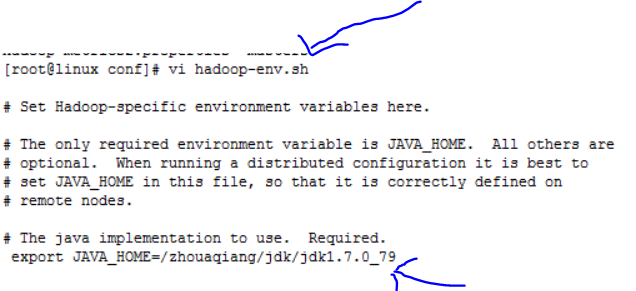 [root@linux conf]# vi hadoop-env.sh
# Set Hadoop-specific environment variables here.
# The only required environment variable is JAVA_HOME.  All others are
# optional.  When running a distributed configuration it is best to
# set JAVA_HOME in this file, so that it is correctly defined on
# remote nodes.
# The java implementation to use.  Required.
export JAVA_HOME=/zhouaqiang/jdk/jdk1.7.0_79